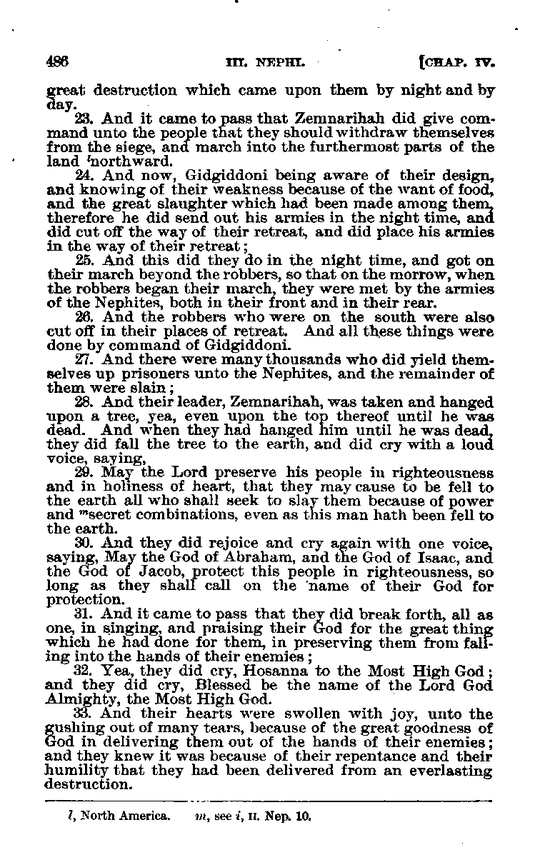 486 III. NEPHI. [CHAP. IV.
great destruction which came upon them by night and by
day.
23. And it came to pass that Zemnarihah did give com-
mand unto the people that they should withdraw themselves
from the siege, and march into the furthermost parts of the
land lnorthward.
24. And now, Gidgiddoni being aware of their design,
and knowing of their weakness because of the want of food,
and the great slaughter which had been made among them,
therefore he did send out his armies in the night time, and
did cut off the way of their retreat, and did place his armies
in the way of their retreat;
25. And this did they do in the night time, and got on
their march beyond the robbers, so that on the morrow, when
the robbers began their march, they were met by the armies
of the Nephites, both in their front and in their rear.
26. And the robbers who were on the south were also
cut off in their places of retreat. And all these things were
done by command of Gidgiddoni.
27. And there were many thousands who did yield them-
selves up prisoners unto the Nephites, and the remainder of
them were slain;
28. And their leader, Zemnarihah, was taken and hanged
upon a tree, yea, even upon the top thereof until he was
dead. And when they had hanged him until he was dead,
they did fall the tree to the earth, and did cry with a loud
voice, saying,
29. May the Lord preserve his people in righteousness
and in holiness of heart, that they may cause to be fell to
the earth all who shall seek to slay them because of power
and msecret combinations, even as this man hath been fell to
the earth.
30. And they did rejoice and cry again with one voice,
saying, May the God of Abraham, and the God of Isaac, and
the God of Jacob, protect this people in righteousness, so
long as they shall call on the name of their God for
protection.
31. And it came to pass that they did break forth, all as
one, in singing, and praising their God for the great thing
which he had done for them, in preserving them from fall-
ing into the hands of their enemies;
32. Yea, they did cry, Hosanna to the Most High God;
and they did cry, Blessed be the name of the Lord God
Almighty, the Most High God.
33. And their hearts were swollen with joy, unto the
gushing out of many tears, because of the great goodness of
God in delivering them out of the hands of their enemies;
and they knew it was because of their repentance and their
humility that they had been delivered from an everlasting
destruction.
l, North America. m, see i, II. Nep. 10.